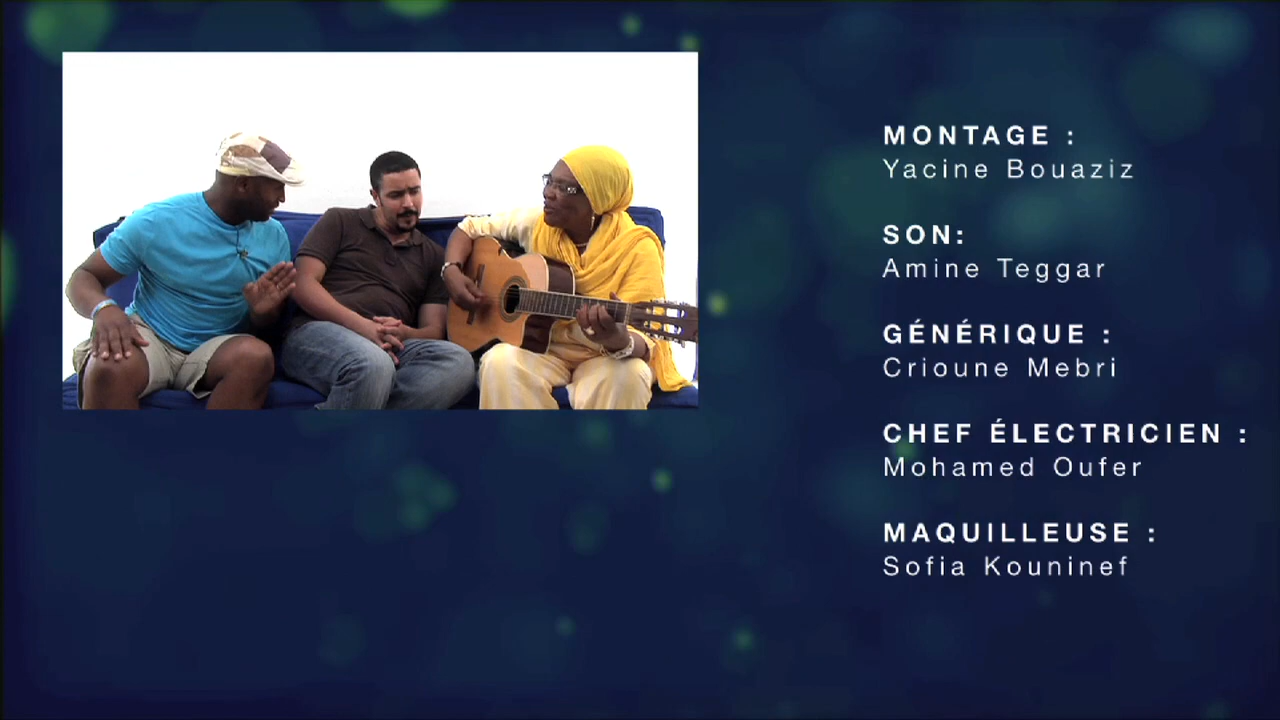 MONTAGE :
Yacine Bouaziz
SON:
Amine Teggar
GÉNÉRIQUE :
Crioune Mebri
CHEF ÉLECTRICIEN :
Mohamed Oufer
MAQUILLEUSE :
Sofia Kouninef